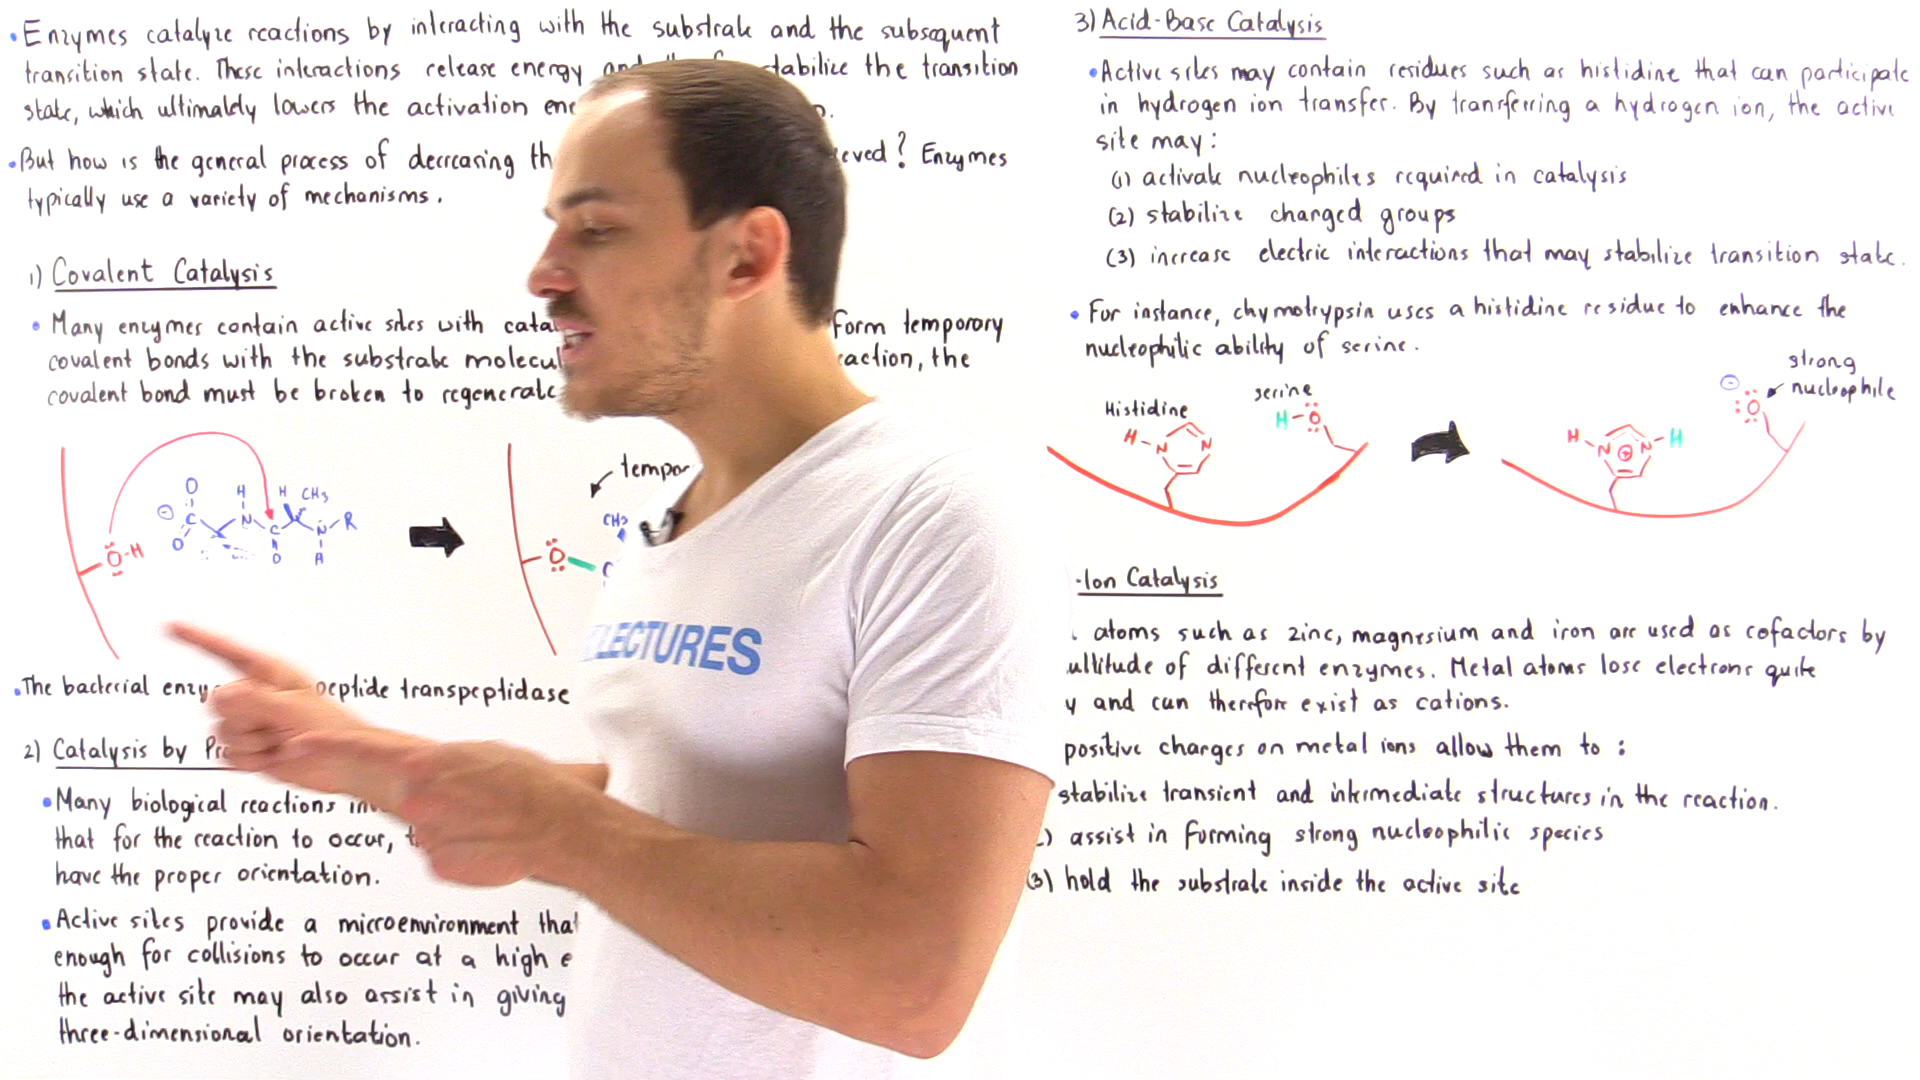 • Enzymes catalyze reactions by interacting with the substrate and the subsequent
transition state. These interactions release energy and stabilize the transition
state, which ultimately lowers the activation
• But how is the general process of decreasing Enzymes
typically use a variety of mechanisms.
1) Covalent Catalysis
• Many enzymes contain active sites with form temporary
covalent bonds with the substrate the
covalent bond must be broken to regenerate
O H
⊖ O C O H N C O H CH3 N H R
O CH3
• The bacterial transpeptidase
2) Catalysis by
• Many biological reactions
that for the reaction to occur,
have the proper orientation.
• Active sites provide a microenvironment that
enough for collisions to occur at a high
the active site may also assist in giving
three-dimensional orientation.
LECTURES
3) Acid-Base Catalysis
• Active sites may contain residues such as histidine that can participate
in hydrogen ion transfer. By transferring a hydrogen ion, the active
site may:
(1) activate nucleophiles required in catalysis
(2) stabilize charged groups
(3) increase electric interactions that may stabilize transition state.
• For instance, chymotrypsin uses a histidine residue to enhance the
nucleophilic ability of serine.
strong
nucleophile
Histidine serine
H-N N H-O
H-N ⊕ N-H ⊖ O
-Ion Catalysis
atoms such as zinc, magnesium and iron are used as cofactors by
of different enzymes. Metal atoms lose electrons quite
and can therefore exist as cations.
positive charges on metal ions allow them to :
stabilize transient and intermediate structures in the reaction.
) assist in forming strong nucleophilic species
(3) hold the substrate inside the active site